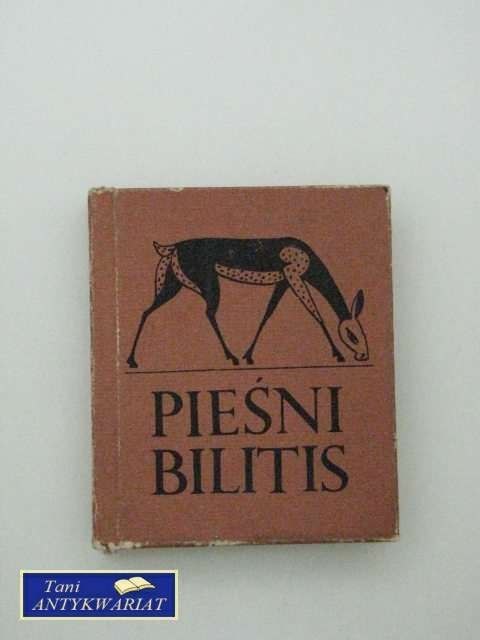 PIEŚNI
BILITIS
Tani
ANTYKWARIAT